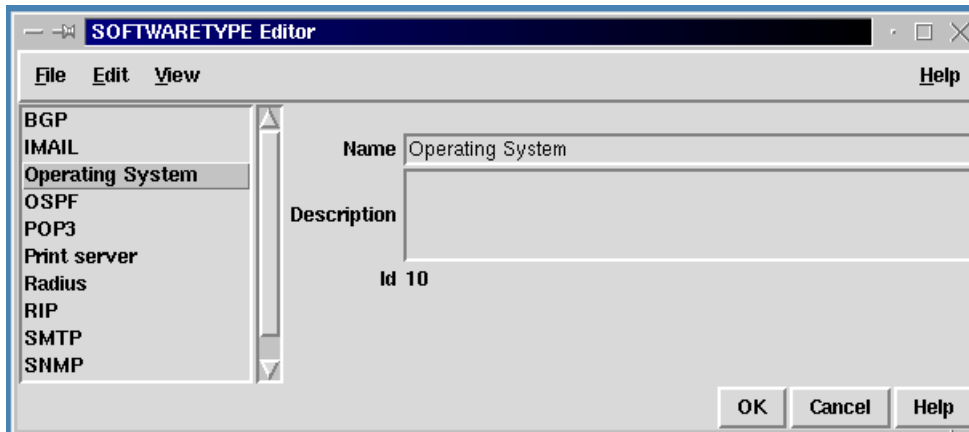 SOFTWARETYPE Editor
File Edit View Help
BGP
IMAIL
Operating System
OSPF
POP3
Print server
Radius
RIP
SMTP
SNMP
Name Operating System
Description
Id 10
OK Cancel Help